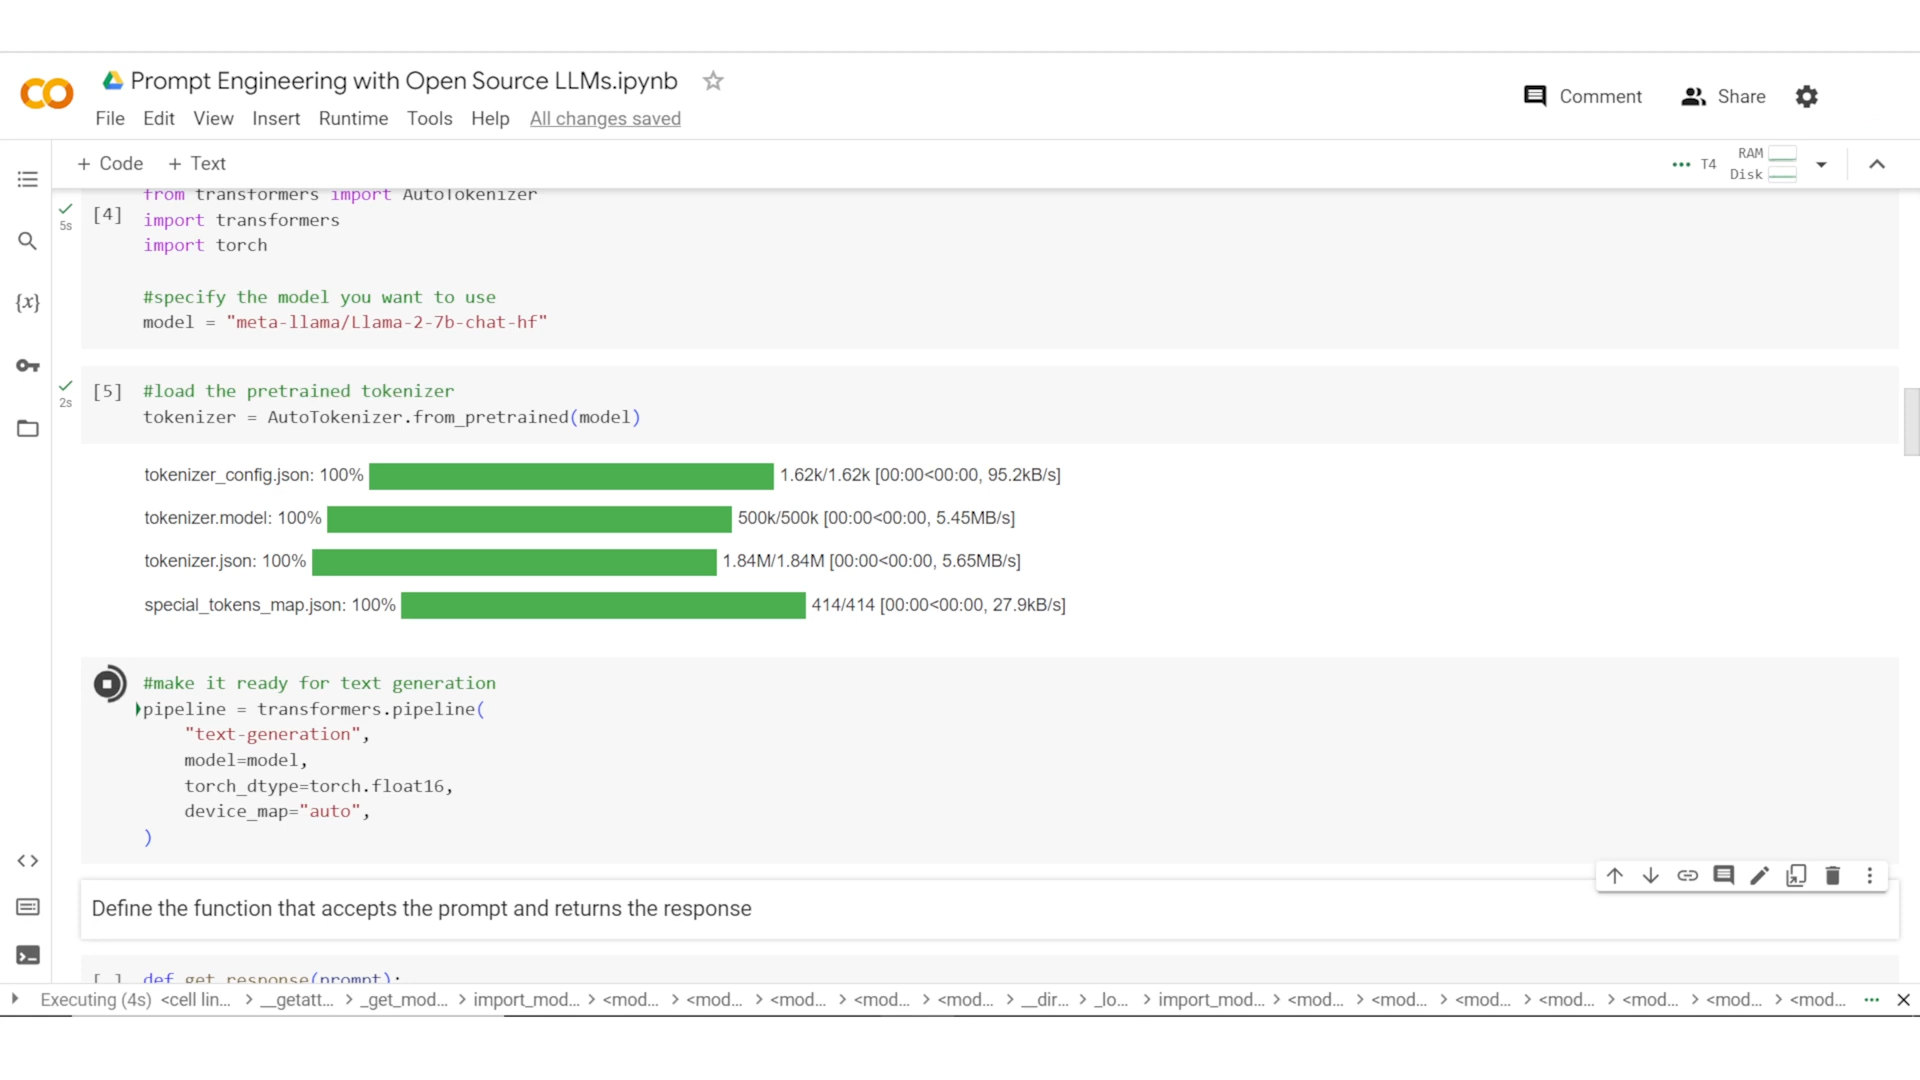 Prompt Engineering with Open Source LLMs.ipynb
Comment
Share
File Edit View Insert Runtime Tools Help All changes saved
+ Code + Text
T4
RAM
Disk
[4]
5s
from transformers import AutoTokenizer
import transformers
import torch
#specify the model you want to use
model = "meta-llama/Llama-2-7b-chat-hf"
[5]
2s
#load the pretrained tokenizer
tokenizer = AutoTokenizer.from_pretrained(model)
tokenizer_config.json: 100% 1.62k/1.62k [00:00<00:00, 95.2kB/s]
tokenizer.model: 100% 500k/500k [00:00<00:00, 5.45MB/s]
tokenizer.json: 100% 1.84M/1.84M [00:00<00:00, 5.65MB/s]
special_tokens_map.json: 100% 414/414 [00:00<00:00, 27.9kB/s]
#make it ready for text generation
pipeline = transformers.pipeline(
"text-generation",
model=model,
torch_dtype=torch.float16,
device_map="auto",
)
Define the function that accepts the prompt and returns the response
[ ] def get_response(prompt):
Executing (4s) <cell lin... > __getatt... > _get_mod... > import_mod... > <mod... > <mod... > <mod... > <mod... > <mod... > __dir... > _lo... > import_mod... > <mod... > <mod... > <mod... > <mod... > <mod... > <mod... > <mod...